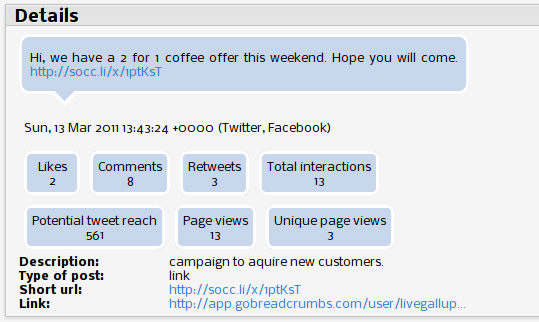 Details
Hi, we have a 2 for 1 coffee offer this weekend. Hope you will come.
http://socc.li/x/1ptKsT
Sun, 13 Mar 2011 13:43:24 +0000 (Twitter, Facebook)
Likes Comments Retweets Total interactions
2 8 3 13
Potential tweet reach Page views Unique page views
561 13 3
Description: campaign to aquire new customers.
Type of post: link
Short url: http://socc.li/x/1ptKsT
Link: http://app.gobreadcrumbs.com/user/livegallup...